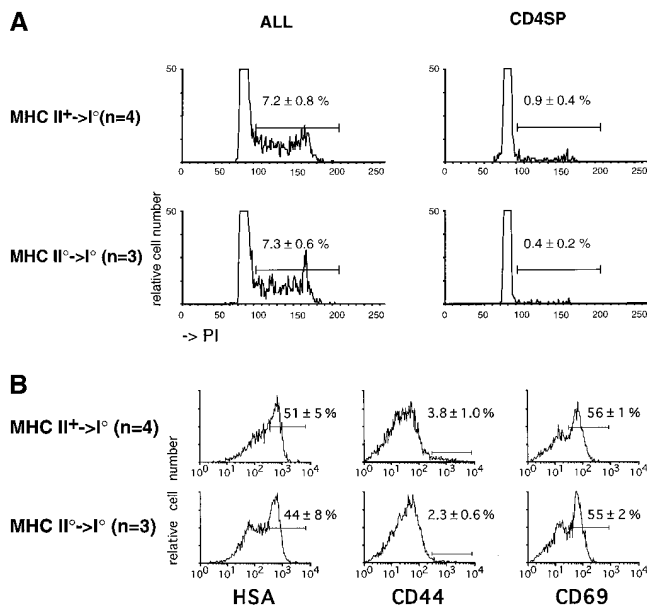 A
ALL
CD4SP
MHC II+->I° (n=4)
50
7.2 ± 0.8 %
0 50 100 150 200 250
50
0.9 ± 0.4 %
0 50 100 150 200 250
MHC II°->I° (n=3)
relative cell number
50
7.3 ± 0.6 %
0 50 100 150 200 250
50
0.4 ± 0.2 %
0 50 100 150 200 250
-> PI
B
MHC II+->I° (n=4)
51 ± 5 %
100 101 102 103 104
3.8 ± 1.0 %
100 101 102 103 104
56 ± 1 %
100 101 102 103 104
MHC II°->I° (n=3)
relative cell number
44 ± 8 %
100 101 102 103 104
2.3 ± 0.6 %
100 101 102 103 104
55 ± 2 %
100 101 102 103 104
HSA
CD44
CD69